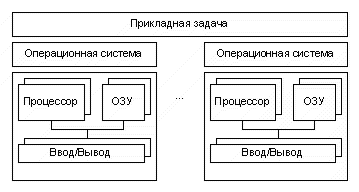 Прикладная задача
Операционная система
Операционная система
Процессор
ОЗУ
...
Процессор
ОЗУ
Ввод/Вывод
Ввод/Вывод